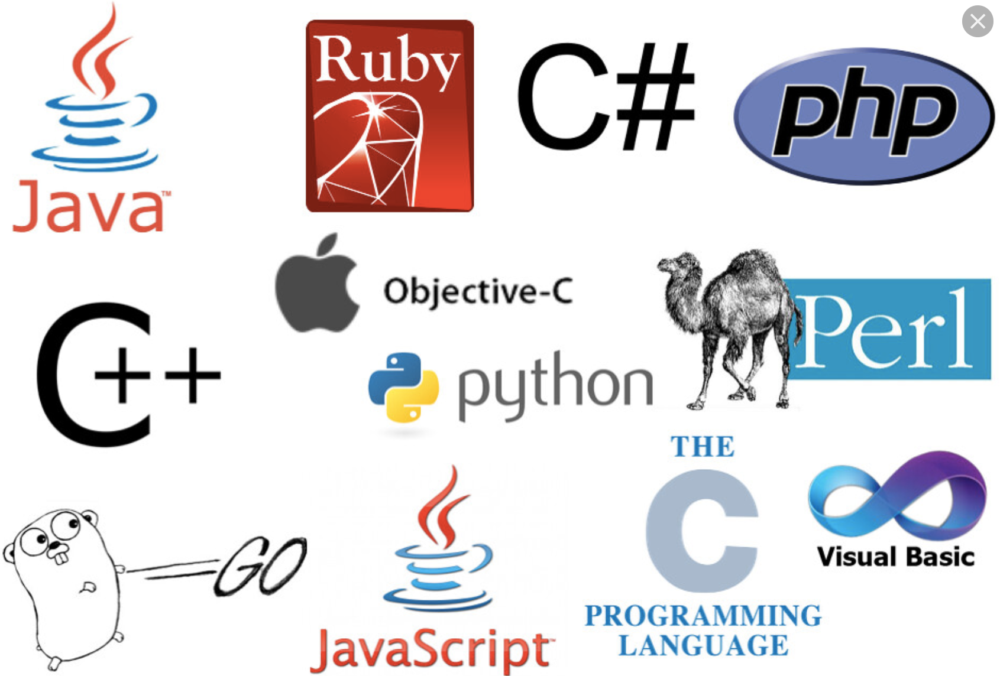 Java™
Ruby
C#
php
C++
Objective-C
python
Perl
GO
JavaScript™
THE
C
PROGRAMMING
LANGUAGE
Visual Basic